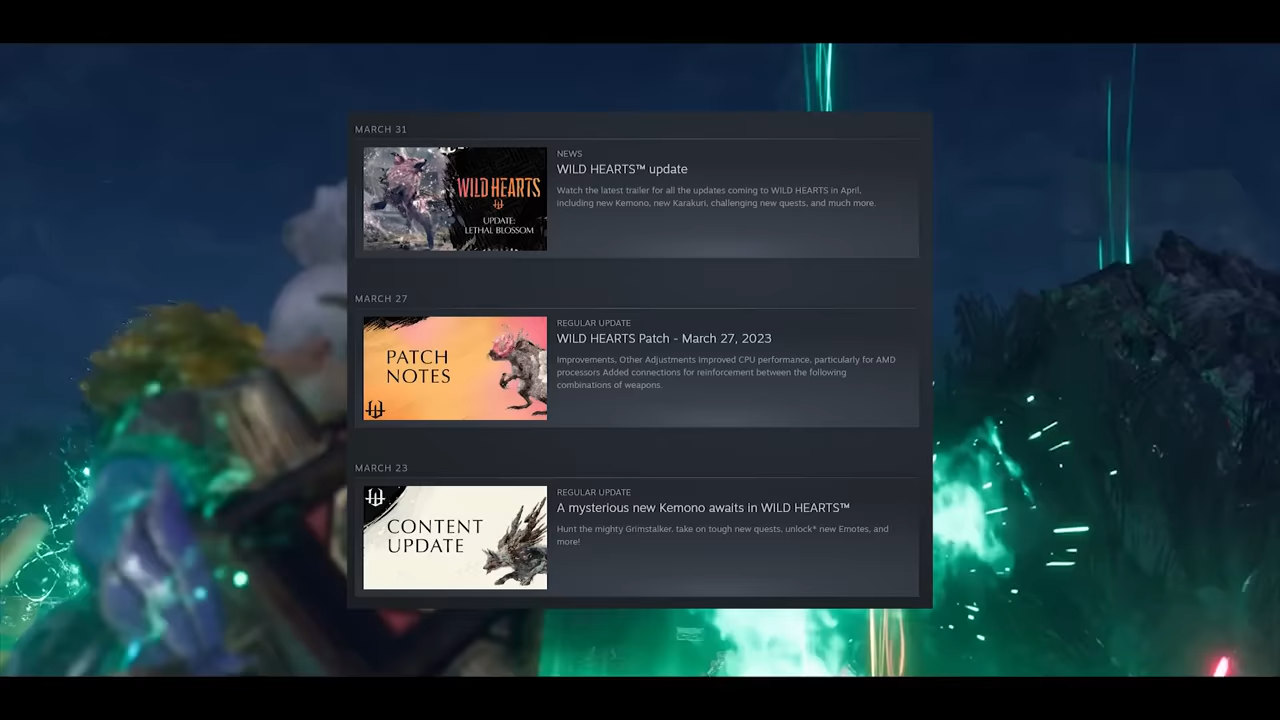 MARCH 31
WILD HEARTS
UPDATE:
LETHAL BLOSSOM
NEWS
WILD HEARTS™ update
Watch the latest trailer for all the updates coming to WILD HEARTS in April,
including new Kemono, new Karakuri, challenging new quests, and much more.
MARCH 27
PATCH
NOTES
REGULAR UPDATE
WILD HEARTS Patch - March 27, 2023
Improvements, Other Adjustments Improved CPU performance, particularly for AMD
processors Added connections for reinforcement between the following
combinations of weapons.
MARCH 23
CONTENT
UPDATE
REGULAR UPDATE
A mysterious new Kemono awaits in WILD HEARTS™
Hunt the mighty Grimstalker. take on tough new quests, unlock* new Emotes, and
more!